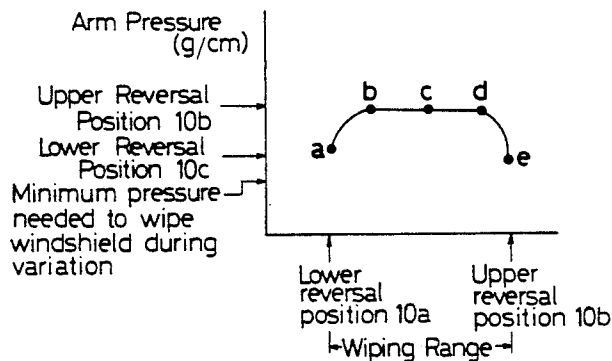 Arm Pressure
(g/cm)
Upper Reversal
Position 10b
Lower Reversal
Position 10c
Minimum pressure
needed to wipe
windshield during
variation
a
b
c
d
e
Lower
reversal
position 10a
Upper
reversal
position 10b
Wiping Range